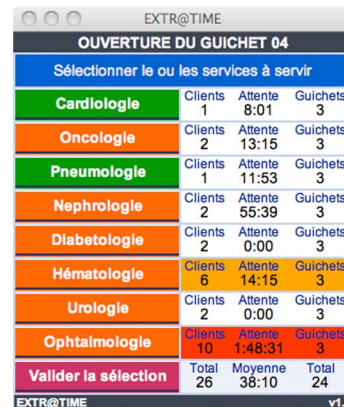 EXTR@TIME
OUVERTURE DU GUICHET 04
Sélectionner le ou les services à servir
Cardiologie Clients Attente Guichets
1 8:01 3
Oncologie Clients Attente Guichets
2 13:15 3
Pneumologie Clients Attente Guichets
1 11:53 3
Nephrologie Clients Attente Guichets
2 55:39 3
Diabetologie Clients Attente Guichets
2 0:00 3
Hématologie Clients Attente Guichets
6 14:15 3
Urologie Clients Attente Guichets
2 0:00 3
Ophtalmologie Clients Attente Guichets
10 1:48:31 3
Valider la sélection Total Moyenne Total
26 38:10 24
EXTR@TIME v1.